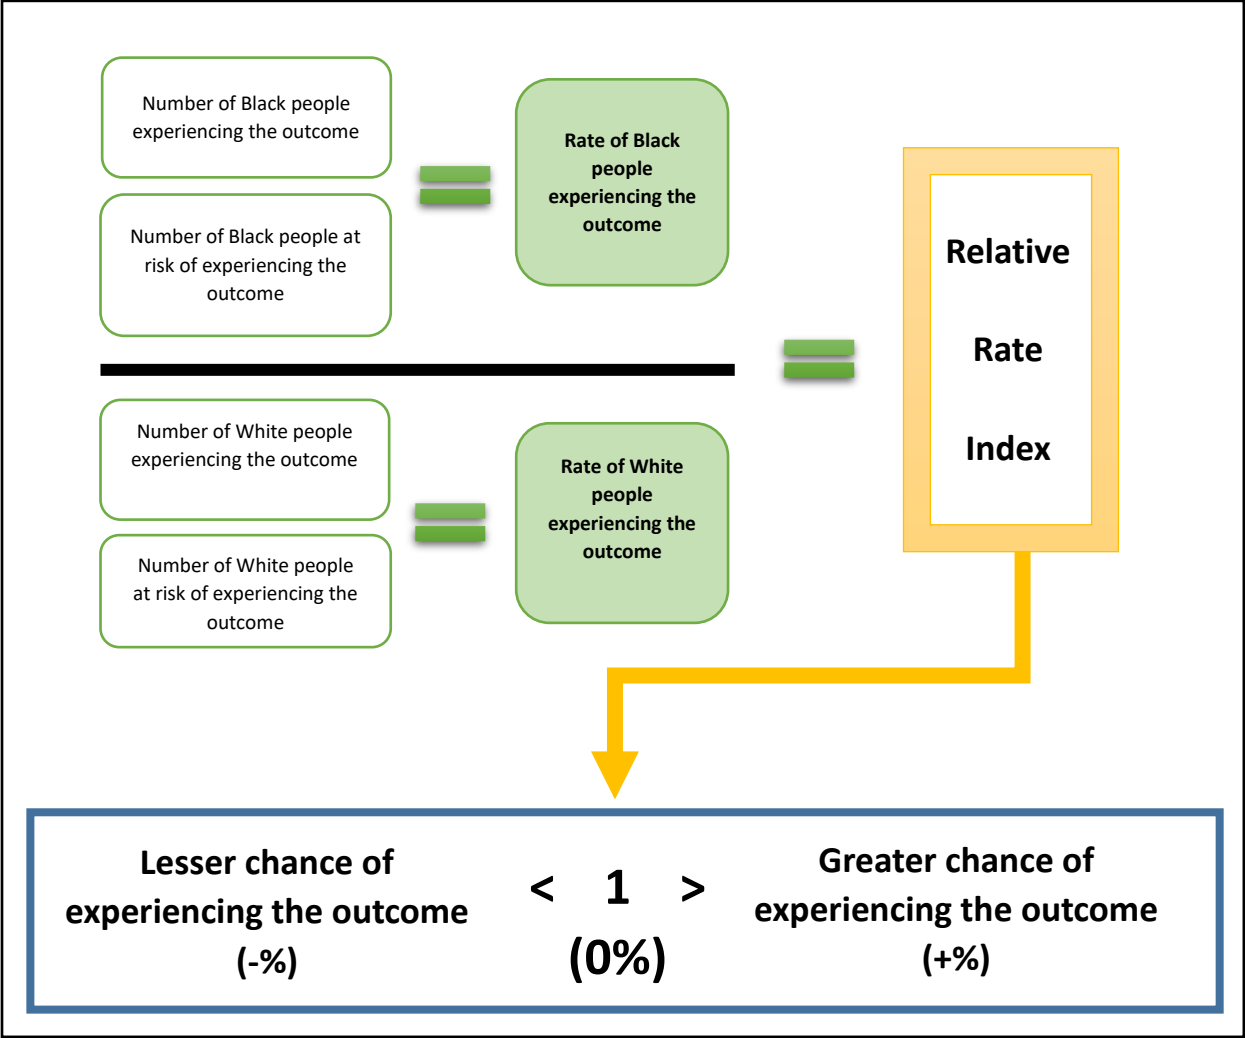 Number of Black people
experiencing the outcome
Number of Black people at
risk of experiencing the
outcome
Rate of Black
people
experiencing the
outcome
Number of White people
experiencing the outcome
Number of White people
at risk of experiencing the
outcome
Rate of White
people
experiencing the
outcome
Relative
Rate
Index
Lesser chance of
experiencing the outcome
(-%)
< 1 >
(0%)
Greater chance of
experiencing the outcome
(+%)